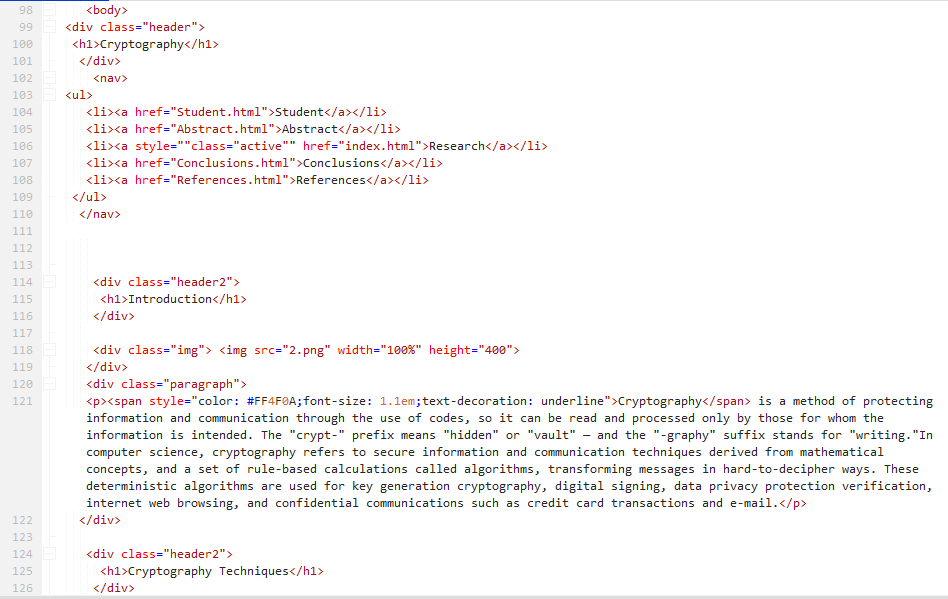 98 <body>
99 <div class="header">
100 <h1>Cryptography</h1>
101 </div>
102 <nav>
103 <ul>
104 <li><a href="Student.html">Student</a></li>
105 <li><a href="Abstract.html">Abstract</a></li>
106 <li><a style=""class="active"" href="index.html">Research</a></li>
107 <li><a href="Conclusions.html">Conclusions</a></li>
108 <li><a href="References.html">References</a></li>
109 </ul>
110 </nav>
111
112
113
114 <div class="header2">
115 <h1>Introduction</h1>
116 </div>
117
118 <div class="img"> <img src="2.png" width="100%" height="400">
119 </div>
120 <div class="paragraph">
121 <p><span style="color: #FF4F0A;font-size: 1.1em;text-decoration: underline">Cryptography</span> is a method of protecting
information and communication through the use of codes, so it can be read and processed only by those for whom the
information is intended. The "crypt-" prefix means "hidden" or "vault" — and the "-graphy" suffix stands for "writing."In
computer science, cryptography refers to secure information and communication techniques derived from mathematical
concepts, and a set of rule-based calculations called algorithms, transforming messages in hard-to-decipher ways. These
deterministic algorithms are used for key generation cryptography, digital signing, data privacy protection verification,
internet web browsing, and confidential communications such as credit card transactions and e-mail.</p>
122 </div>
123
124 <div class="header2">
125 <h1>Cryptography Techniques</h1>
126 </div>